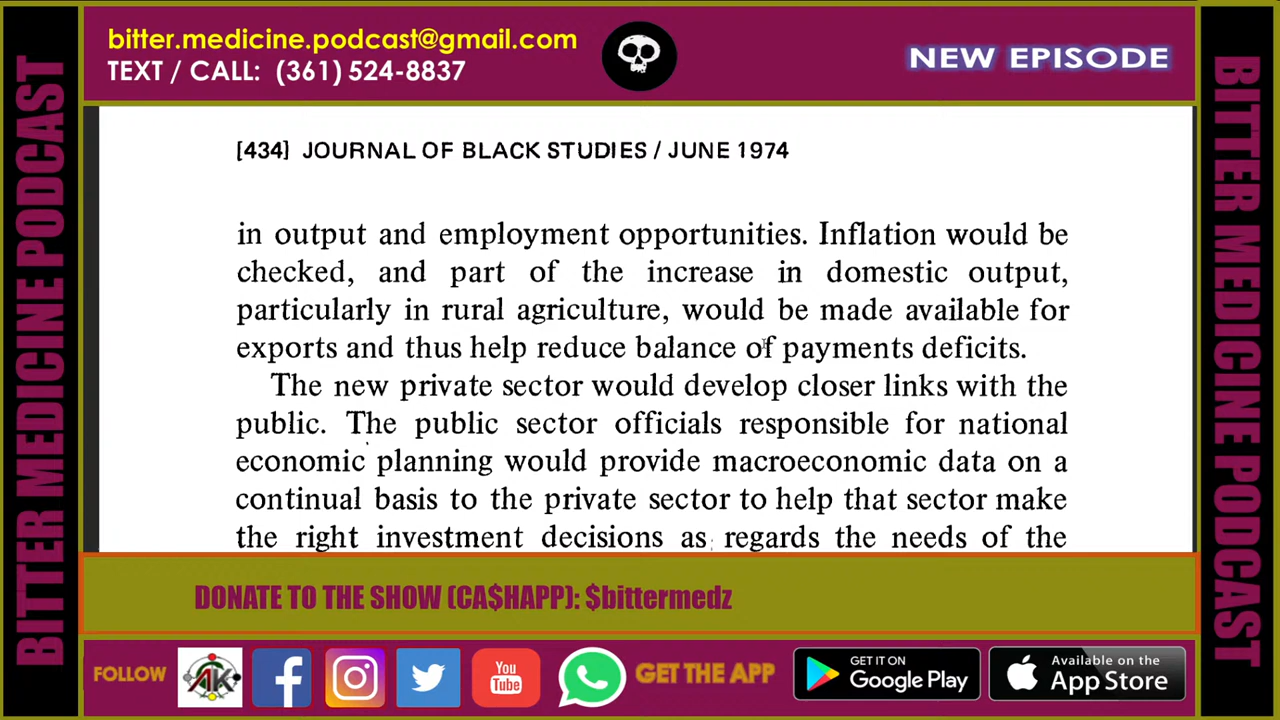 bitter.medicine.podcast@gmail.com
TEXT / CALL: (361) 524-8837
NEW EPISODE
BITTER MEDICINE PODCAST
[434] JOURNAL OF BLACK STUDIES / JUNE 1974
in output and employment opportunities. Inflation would be
checked, and part of the increase in domestic output,
particularly in rural agriculture, would be made available for
exports and thus help reduce balance of payments deficits.
The new private sector would develop closer links with the
public. The public sector officials responsible for national
economic planning would provide macroeconomic data on a
continual basis to the private sector to help that sector make
the right investment decisions as regards the needs of the
BITTER MEDICINE PODCAST
DONATE TO THE SHOW (CA$HAPP): $bittermedz
FOLLOW
You
Tube
GET THE APP
GET IT ON
Google Play
Available on the
App Store